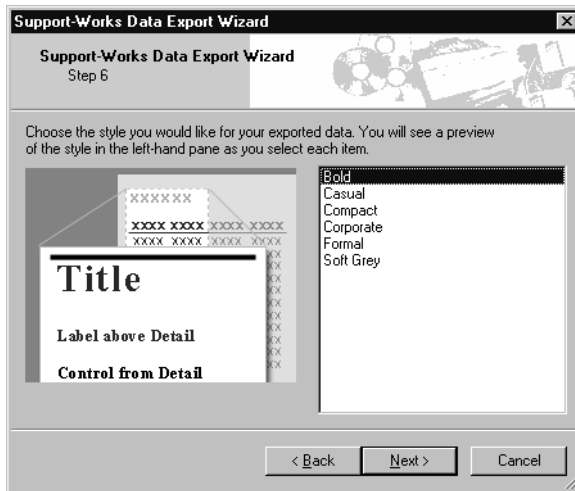 Support-Works Data Export Wizard
Support-Works Data Export Wizard
Step 6
Choose the style you would like for your exported data. You will see a preview
of the style in the left-hand pane as you select each item.
xxxxxx
xxxx xxxx xxxx xxxx
xxxx xxxx xxxx xxx
Title
Label above Detail
Control from Detail
Bold
Casual
Compact
Corporate
Formal
Soft Grey
< Back
Next >
Cancel